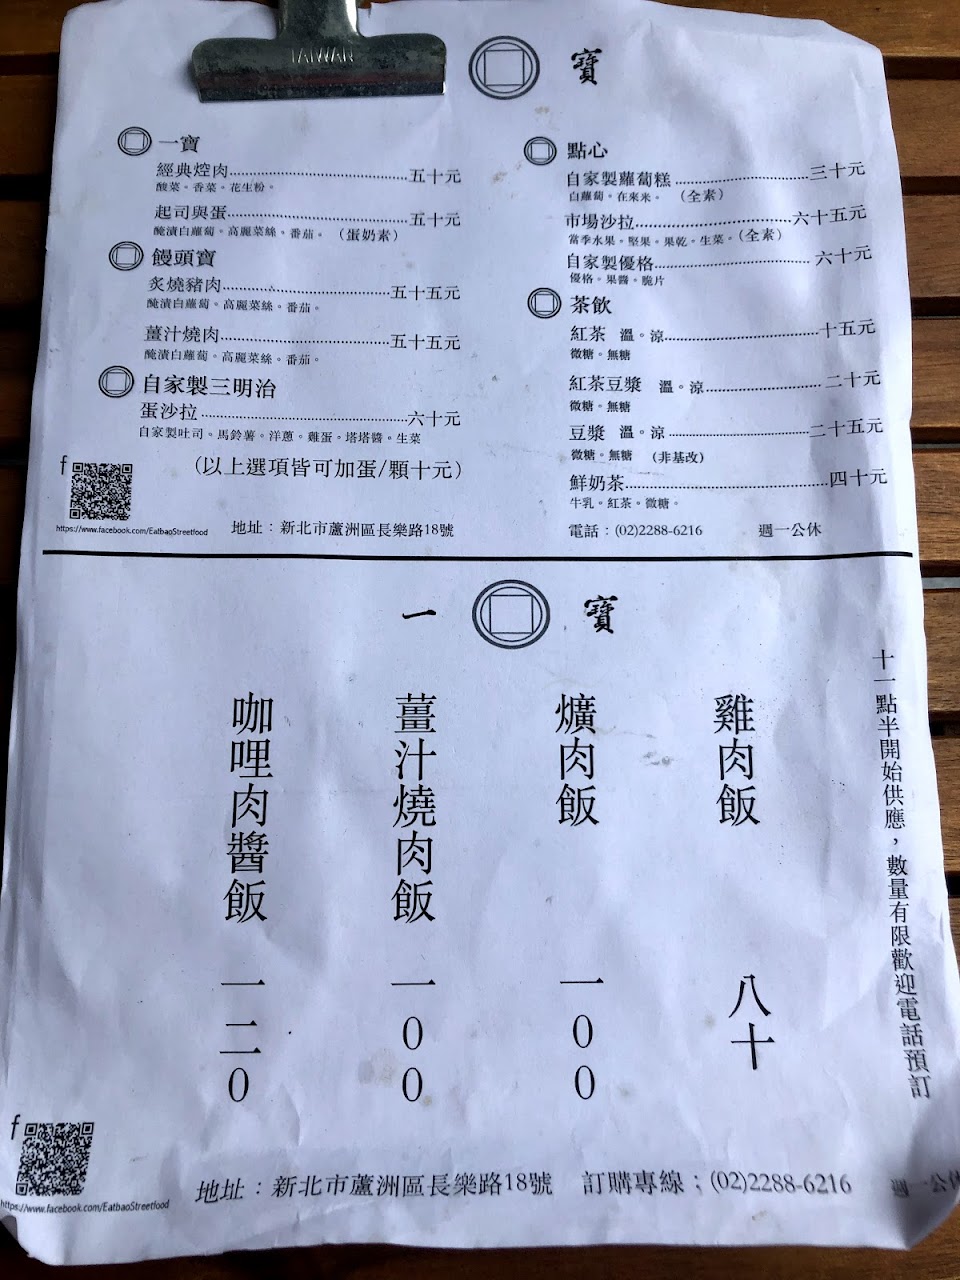 TAIWAN
寶
一寶
經典焢肉 五十元
酸菜。香菜。花生粉。
起司與蛋 五十元
醃漬白蘿蔔。高麗菜絲。番茄。（蛋奶素）
饅頭寶
炙燒豬肉 五十五元
醃漬白蘿蔔。高麗菜絲。番茄。
薑汁燒肉 五十五元
醃漬白蘿蔔。高麗菜絲。番茄。
自家製三明治
蛋沙拉 六十元
自家製吐司。馬鈴薯。洋蔥。雞蛋。塔塔醬。生菜
（以上選項皆可加蛋/顆十元）
點心
自家製蘿蔔糕 三十元
白蘿蔔。在來米。（全素）
市場沙拉 六十五元
當季水果。堅果。果乾。生菜。（全素）
自家製優格 六十元
優格。果醬。脆片
茶飲
紅茶 溫。涼 十五元
微糖。無糖
紅茶豆漿 溫。涼 二十元
微糖。無糖
豆漿 溫。涼 二十五元
微糖。無糖 （非基改）
鮮奶茶 四十元
牛乳。紅茶。微糖。
f
https://www.facebook.com/EatbaoStreetfood
地址：新北市蘆洲區長樂路18號 電話：(02)2288-6216 週一公休
一 寶
十一點半開始供應，數量有限歡迎電話預訂
雞肉飯 八十
爌肉飯 一００
薑汁燒肉飯 一００
咖哩肉醬飯 一二０
f
https://www.facebook.com/EatbaoStreetfood
地址：新北市蘆洲區長樂路18號 訂購專線；(02)2288-6216 週一公休